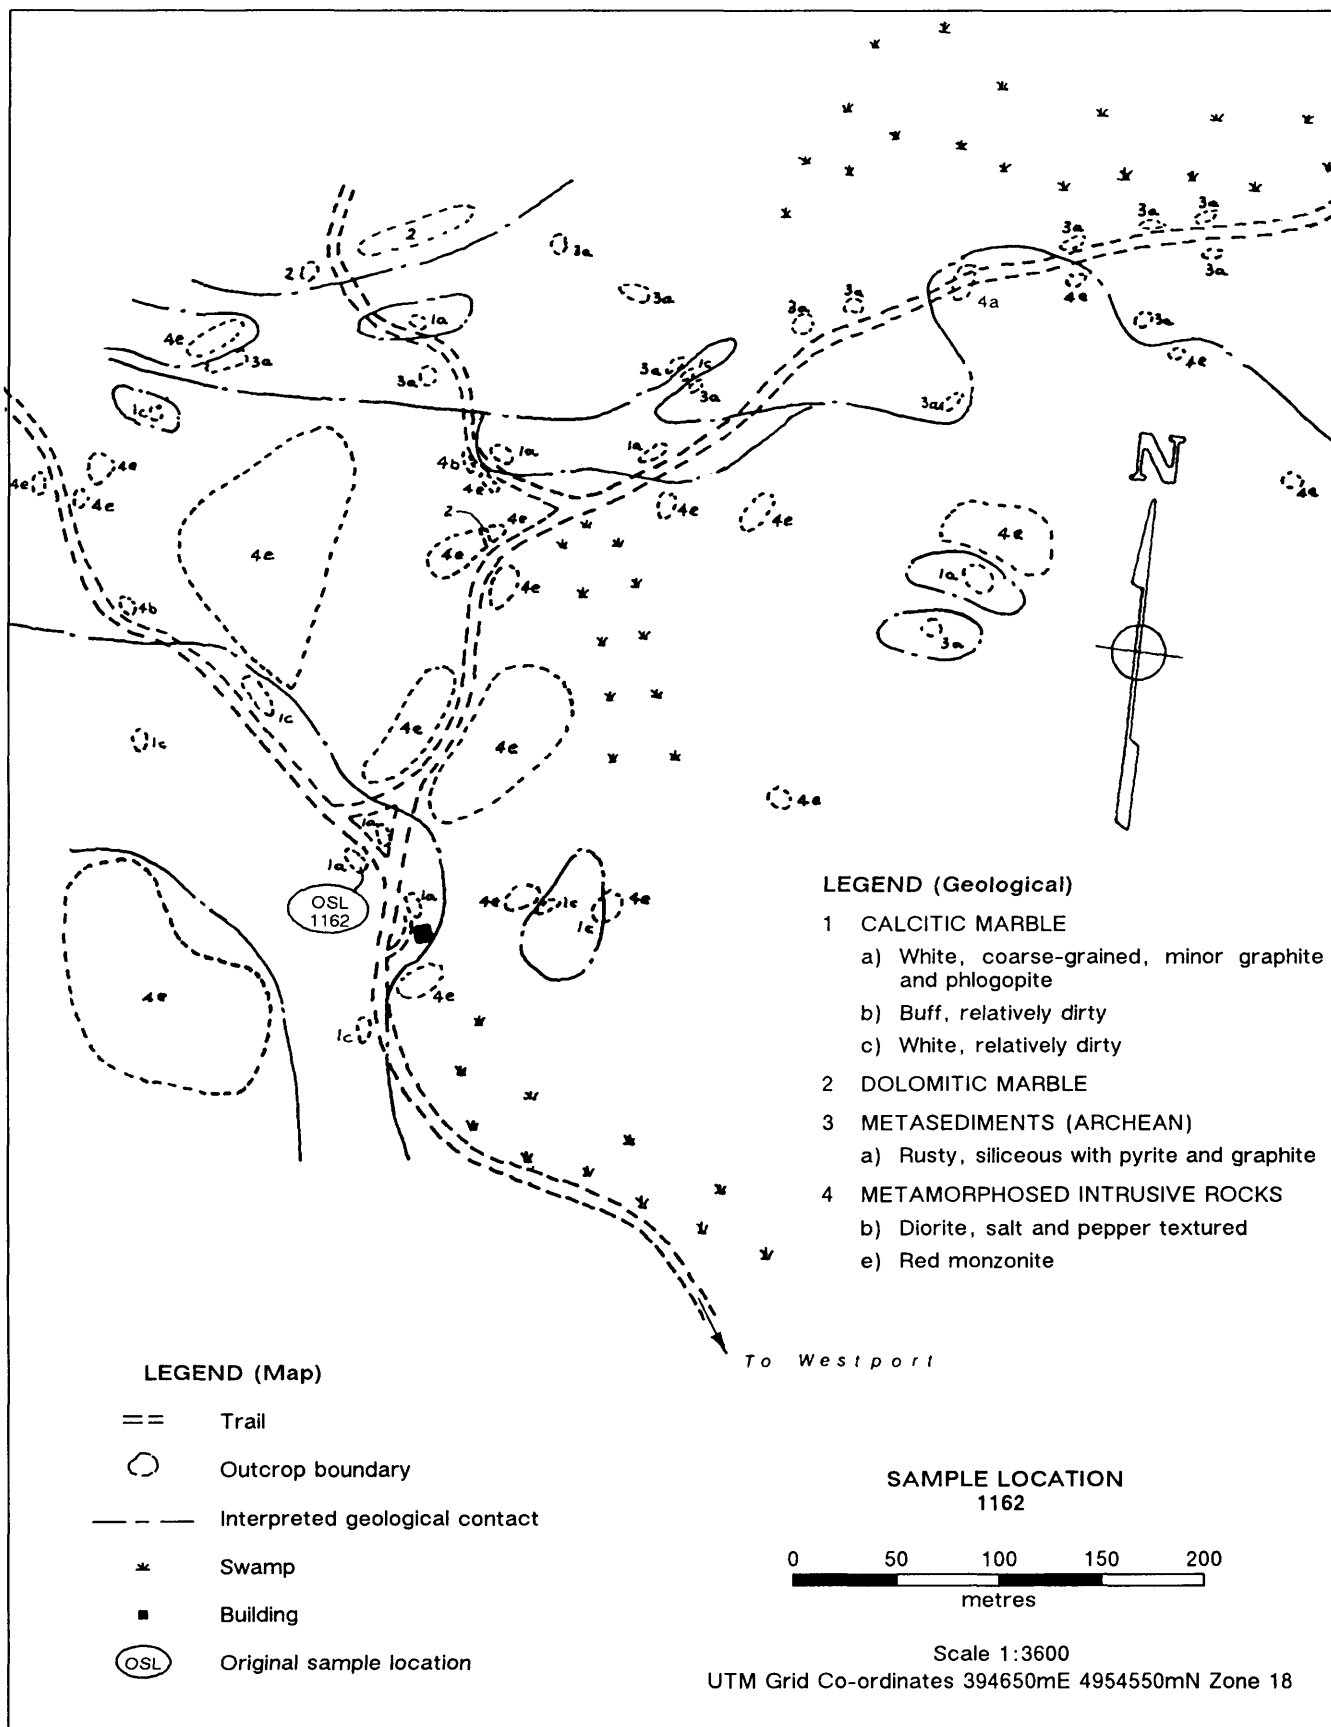 2
3a
2
1a
3a
3a
3a
3a
3a
3a
3a
4e
4a
3a
4e
4e
3a
3a
3a
1c
3a
3a
1c
1a
1a
4b
4e
4e
4e
4e
4e
4e
4e
4e
4e
2
4e
4e
4e
1a
3a
4b
1c
1c
4e
4e
4e
1a
1a
OSL
1162
1a
4e
1c
1c
4e
4e
4e
1c
N
LEGEND (Geological)
1 CALCITIC MARBLE
a) White, coarse-grained, minor graphite
and phlogopite
b) Buff, relatively dirty
c) White, relatively dirty
2 DOLOMITIC MARBLE
3 METASEDIMENTS (ARCHEAN)
a) Rusty, siliceous with pyrite and graphite
4 METAMORPHOSED INTRUSIVE ROCKS
b) Diorite, salt and pepper textured
e) Red monzonite
To Westport
LEGEND (Map)
Trail
Outcrop boundary
Interpreted geological contact
Swamp
Building
OSL Original sample location
SAMPLE LOCATION
1162
0 50 100 150 200
metres
Scale 1:3600
UTM Grid Co-ordinates 394650mE 4954550mN Zone 18